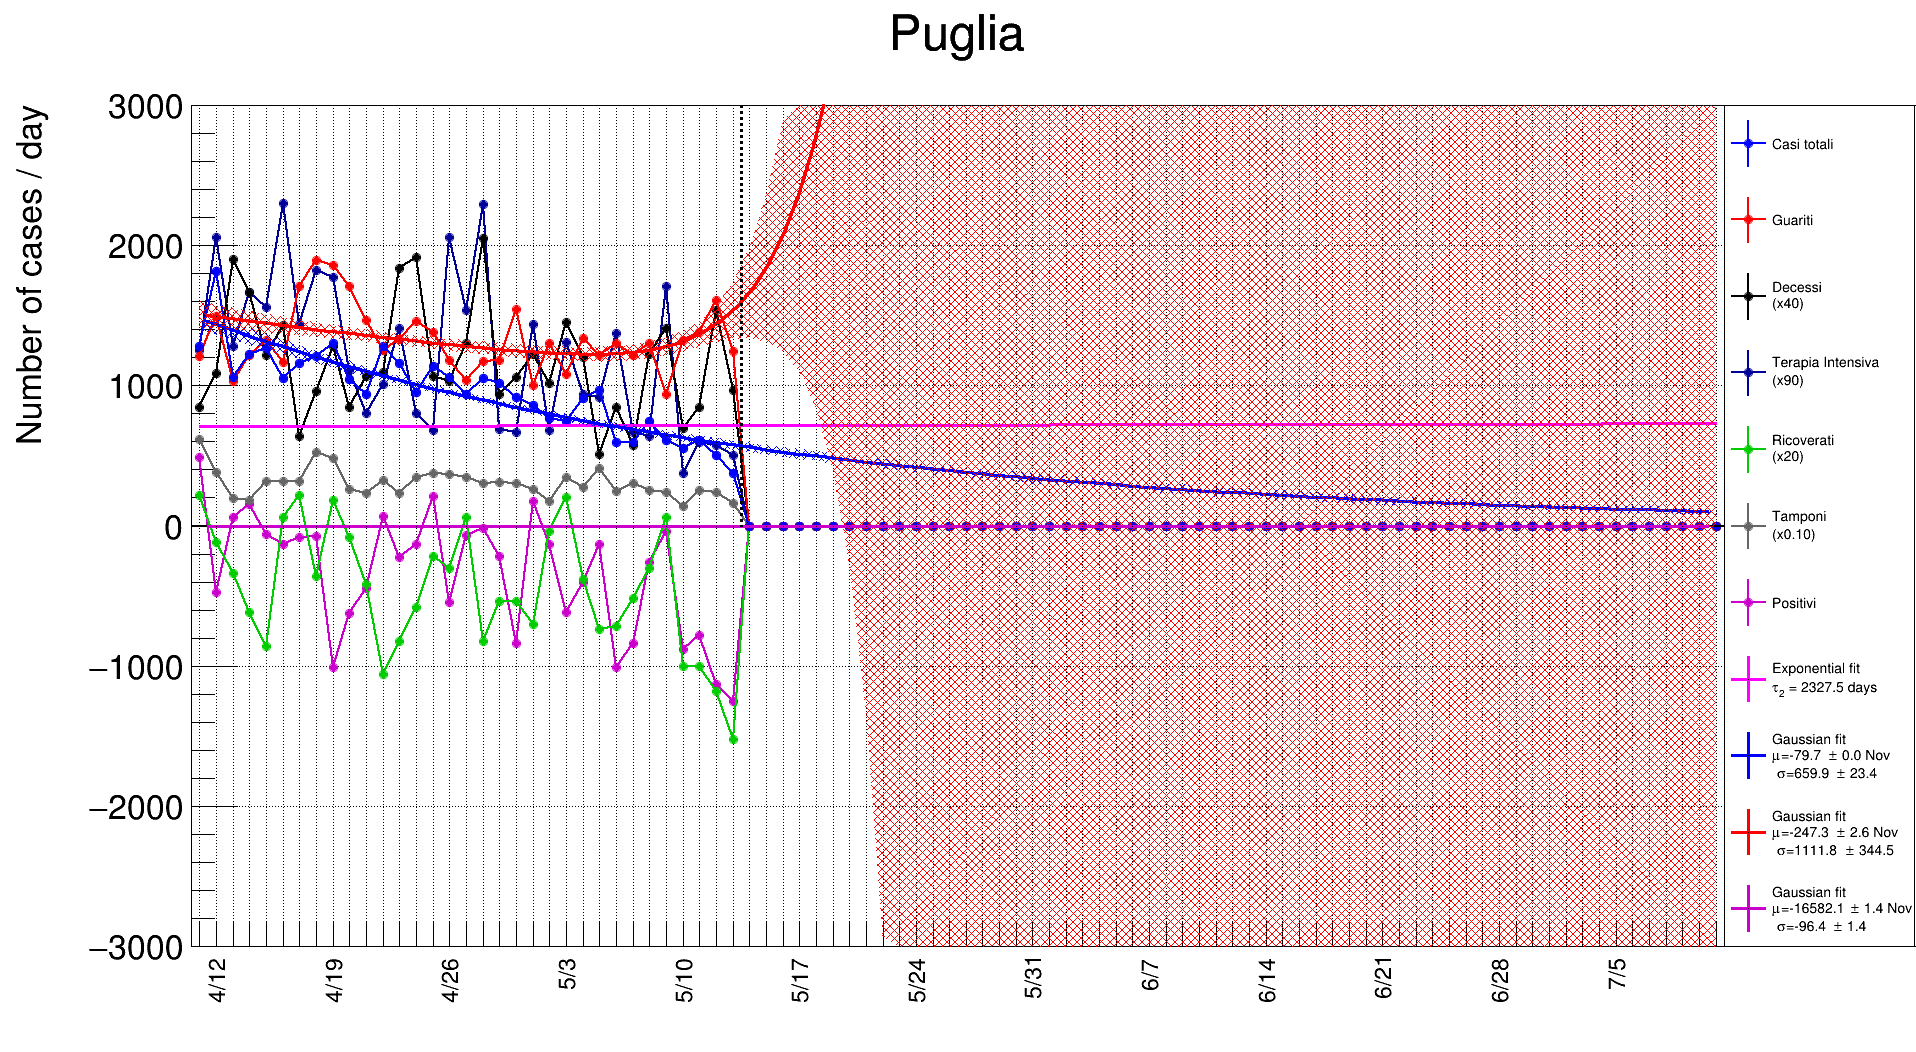 Puglia
Number of cases / day
3000
2000
1000
0
−1000
−2000
−3000
4/12
4/19
4/26
5/3
5/10
5/17
5/24
5/31
6/7
6/14
6/21
6/28
7/5
Casi totali
Guariti
Decessi
(x40)
Terapia Intensiva
(x90)
Ricoverati
(x20)
Tamponi
(x0.10)
Positivi
Exponential fit
τ2 = 2327.5 days
Gaussian fit
μ=-79.7 ± 0.0 Nov
σ=659.9 ± 23.4
Gaussian fit
μ=-247.3 ± 2.6 Nov
σ=1111.8 ± 344.5
Gaussian fit
μ=-16582.1 ± 1.4 Nov
σ=-96.4 ± 1.4